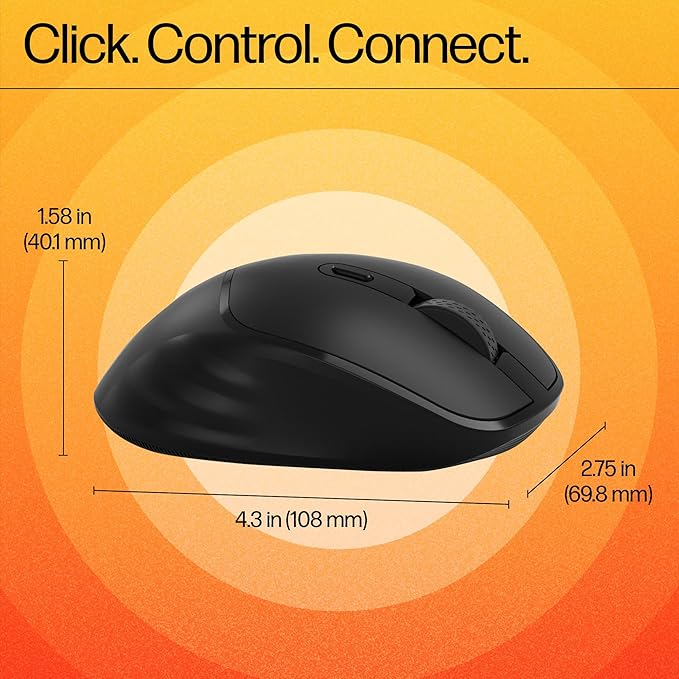 Click. Control. Connect.
1.58 in
(40.1 mm)
2.75 in
(69.8 mm)
4.3 in (108 mm)